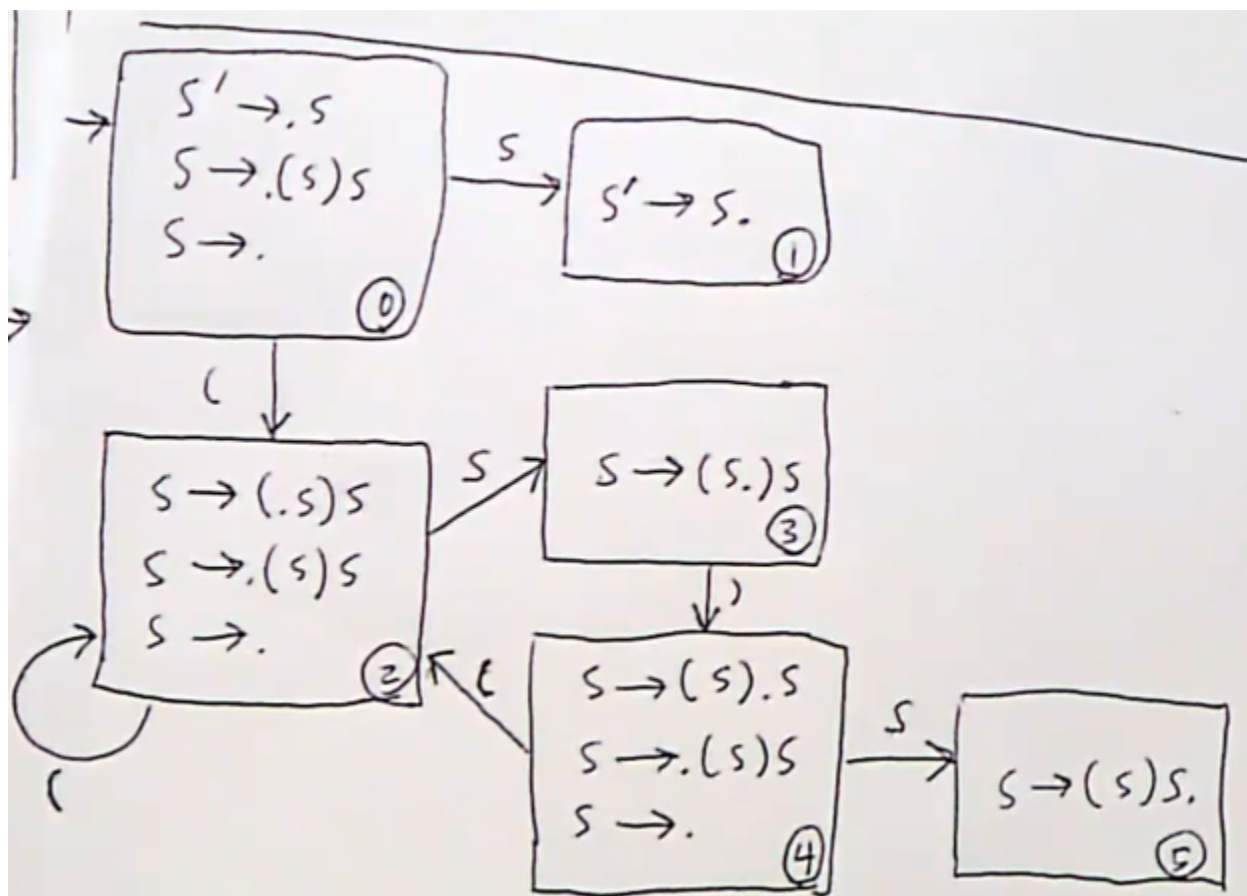 S' → . S
S → . ( S ) S
S → .
0
S
S' → S .
1
(
S → ( . S ) S
S → . ( S ) S
S → .
2
S
S → ( S . ) S
3
)
(
(
S → ( S ) . S
S → . ( S ) S
S → .
4
S
S → ( S ) S .
5